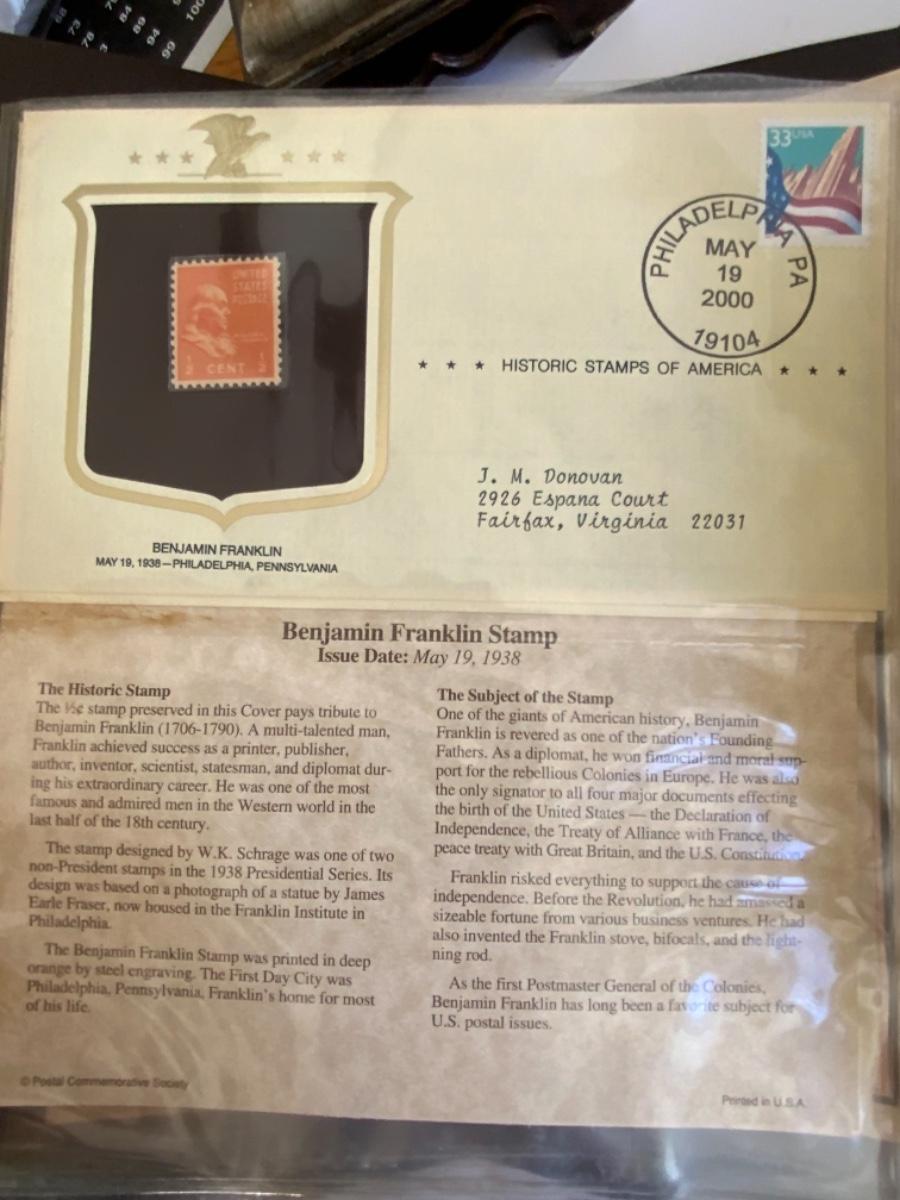 68
73
78
3
84
89
94
99
100
33 USA
PHILADELPHIA PA
MAY
19
2000
19104
UNITED
STATES
POSTAGE
1/2 CENT 1/2
★ ★ ★ HISTORIC STAMPS OF AMERICA ★ ★ ★
J. M. Donovan
2926 Espana Court
Fairfax, Virginia 22031
BENJAMIN FRANKLIN
MAY 19, 1938—PHILADELPHIA, PENNSYLVANIA
Benjamin Franklin Stamp
Issue Date: May 19, 1938
The Historic Stamp
The ½¢ stamp preserved in this Cover pays tribute to
Benjamin Franklin (1706-1790). A multi-talented man,
Franklin achieved success as a printer, publisher,
author, inventor, scientist, statesman, and diplomat dur-
ing his extraordinary career. He was one of the most
famous and admired men in the Western world in the
last half of the 18th century.
The stamp designed by W.K. Schrage was one of two
non-President stamps in the 1938 Presidential Series. Its
design was based on a photograph of a statue by James
Earle Fraser, now housed in the Franklin Institute in
Philadelphia.
The Benjamin Franklin Stamp was printed in deep
orange by steel engraving. The First Day City was
Philadelphia, Pennsylvania, Franklin's home for most
of his life.
The Subject of the Stamp
One of the giants of American history, Benjamin
Franklin is revered as one of the nation's Founding
Fathers. As a diplomat, he won financial and moral sup-
port for the rebellious Colonies in Europe. He was also
the only signator to all four major documents effecting
the birth of the United States — the Declaration of
Independence, the Treaty of Alliance with France, the
peace treaty with Great Britain, and the U.S. Constitution.
Franklin risked everything to support the cause of
independence. Before the Revolution, he had amassed a
sizeable fortune from various business ventures. He had
also invented the Franklin stove, bifocals, and the light-
ning rod.
As the first Postmaster General of the Colonies,
Benjamin Franklin has long been a favorite subject for
U.S. postal issues.
© Postal Commemorative Society
Printed in U.S.A.